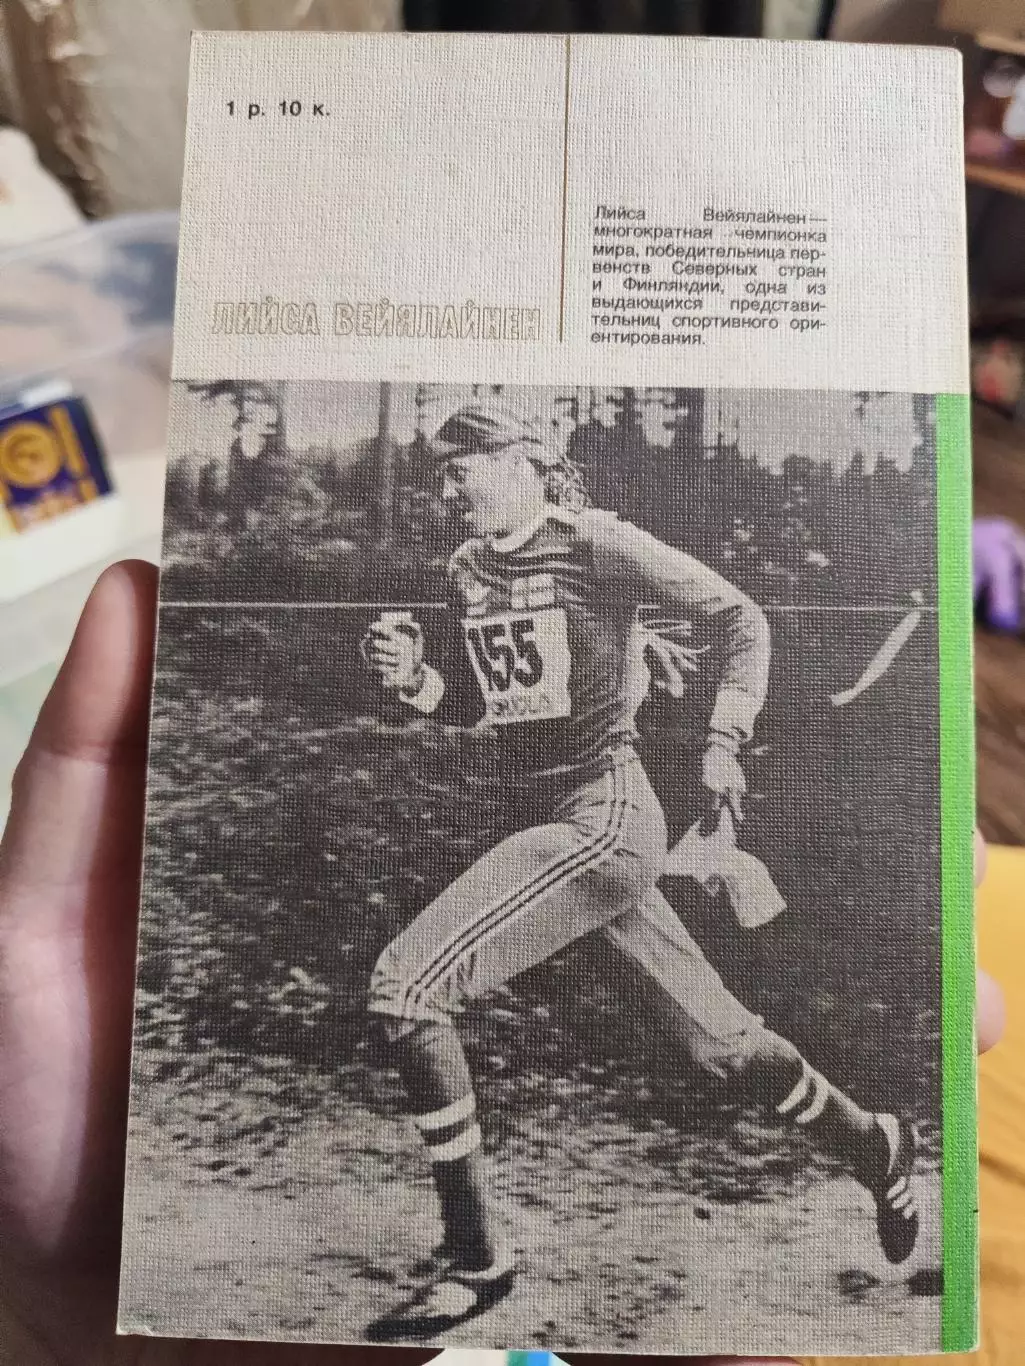 1 р. 10 к.
ЛИЙСА ВЕЙЯЛАЙНЕН
Лийса Вейялайнен —
многократная чемпионка
мира, победительница пер-
венств Северных стран
и Финляндии, одна из
выдающихся представи-
тельниц спортивного ори-
ентирования.
155